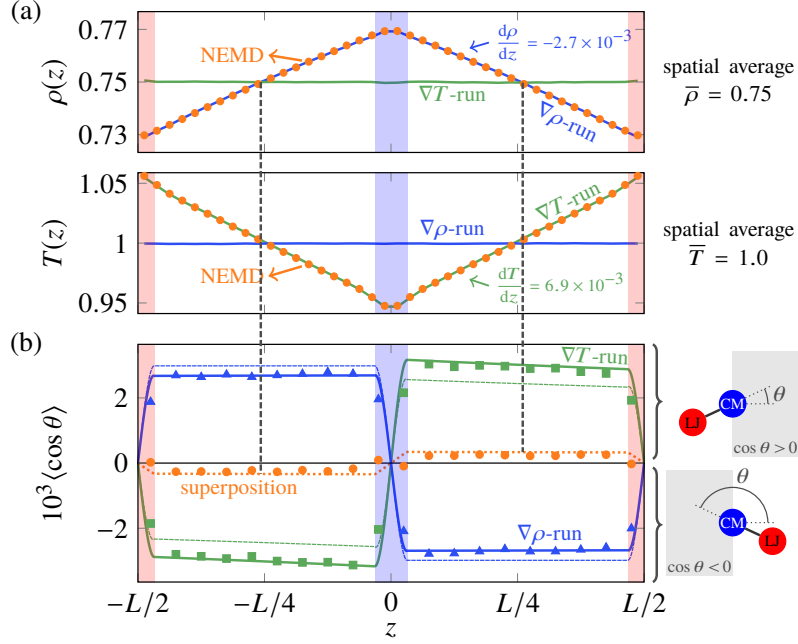 (a)
0.77
0.75
0.73
ρ(z)
NEMD
dρ/dz = −2.7 × 10⁻³
∇T-run
∇ρ-run
spatial average
ρ̅ = 0.75
1.05
1
0.95
T(z)
∇ρ-run
∇T-run
NEMD
dT/dz = 6.9 × 10⁻³
spatial average
T̅ = 1.0
(b)
2
0
−2
10³⟨cos θ⟩
∇T-run
superposition
∇ρ-run
−L/2
−L/4
0
L/4
L/2
z
CM
θ
LJ
cos θ > 0
θ
CM
LJ
cos θ < 0